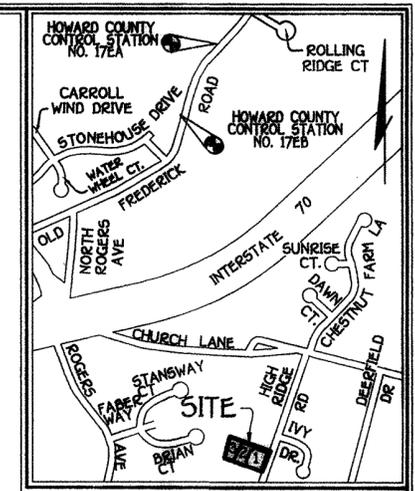 HOWARD COUNTY
CONTROL STATION
NO. 17EA
ROLLING
RIDGE CT
CARROLL
WIND DRIVE
STONEHOUSE DRIVE
ROAD
HOWARD COUNTY
CONTROL STATION
NO. 17EB
WATER
WHEEL CT.
FREDERICK
OLD
NORTH
ROGERS
AVE
INTERSTATE 70
SUNRISE
CT.
DAWN
CT.
CHESTNUT FARM LA
CHURCH LANE
ROGERS
AVE
STANSWAY
CT
FABER
WAY
BRIAN
CT
SITE
HIGH
RIDGE
RD
IVY
DR.
DEERFIELD
DR